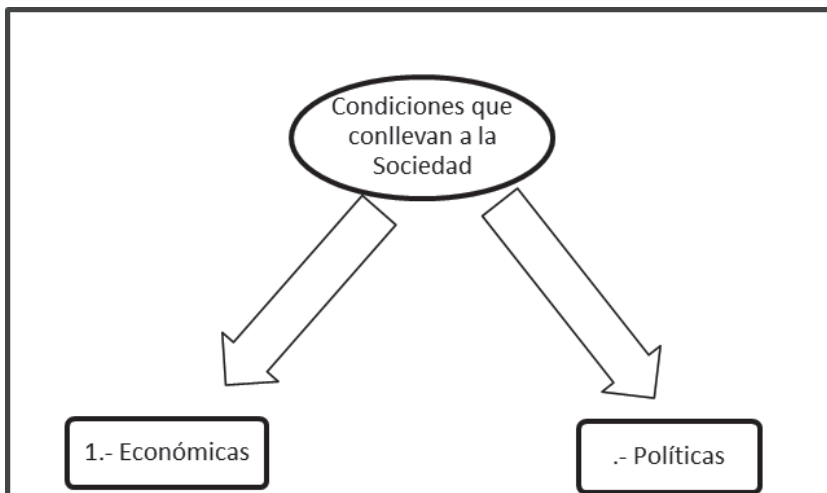 Condiciones que
conllevan a la
Sociedad
1.- Económicas
.- Políticas